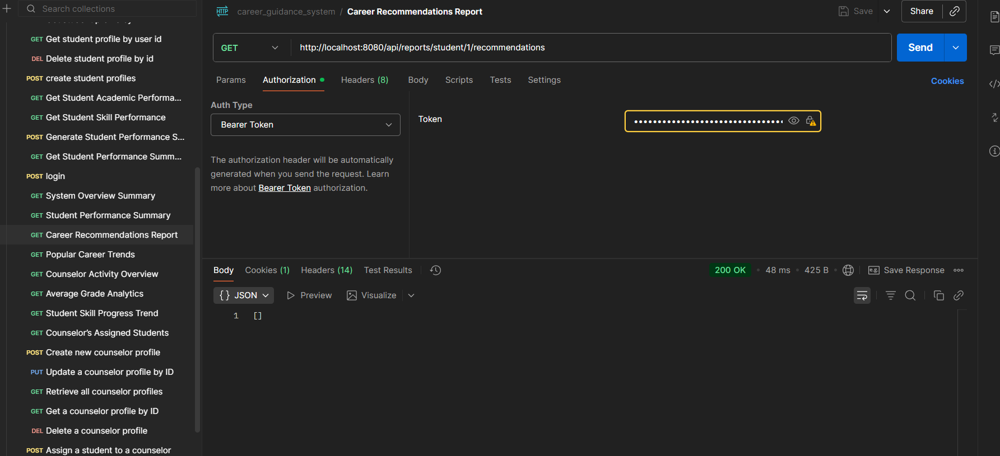 Search collections
GET Get student profile by user id
DEL Delete student profile by id
POST create student profiles
GET Get Student Academic Performa...
GET Get Student Skill Performance
POST Generate Student Performance S...
GET Get Student Performance Summ...
POST login
GET System Overview Summary
GET Student Performance Summary
GET Career Recommendations Report
GET Popular Career Trends
GET Counselor Activity Overview
GET Average Grade Analytics
GET Student Skill Progress Trend
GET Counselor's Assigned Students
POST Create new counselor profile
PUT Update a counselor profile by ID
GET Retrieve all counselor profiles
GET Get a counselor profile by ID
DEL Delete a counselor profile
POST Assign a student to a counselor
HTTP career_guidance_system / Career Recommendations Report
Save Share
GET http://localhost:8080/api/reports/student/1/recommendations Send
Params Authorization Headers (8) Body Scripts Tests Settings Cookies
Auth Type
Bearer Token
Token
The authorization header will be automatically
generated when you send the request. Learn
more about Bearer Token authorization.
Body Cookies (1) Headers (14) Test Results 200 OK • 48 ms • 425 B • e.g. Save Response
{} JSON Preview Visualize
1 []